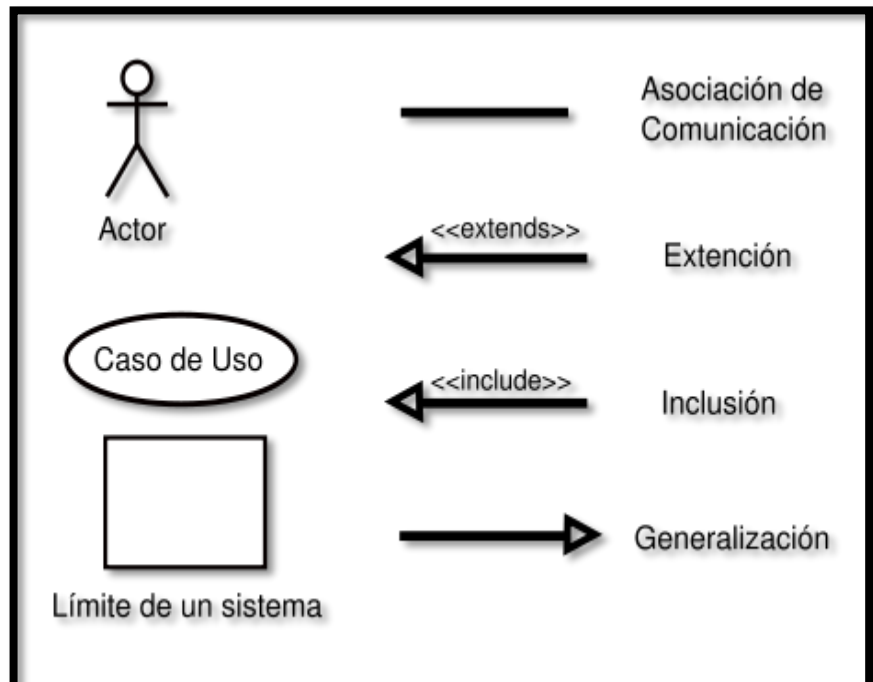 Actor
Caso de Uso
Límite de un sistema
Asociación de
Comunicación
<<extends>>
Extención
<<include>>
Inclusión
Generalización